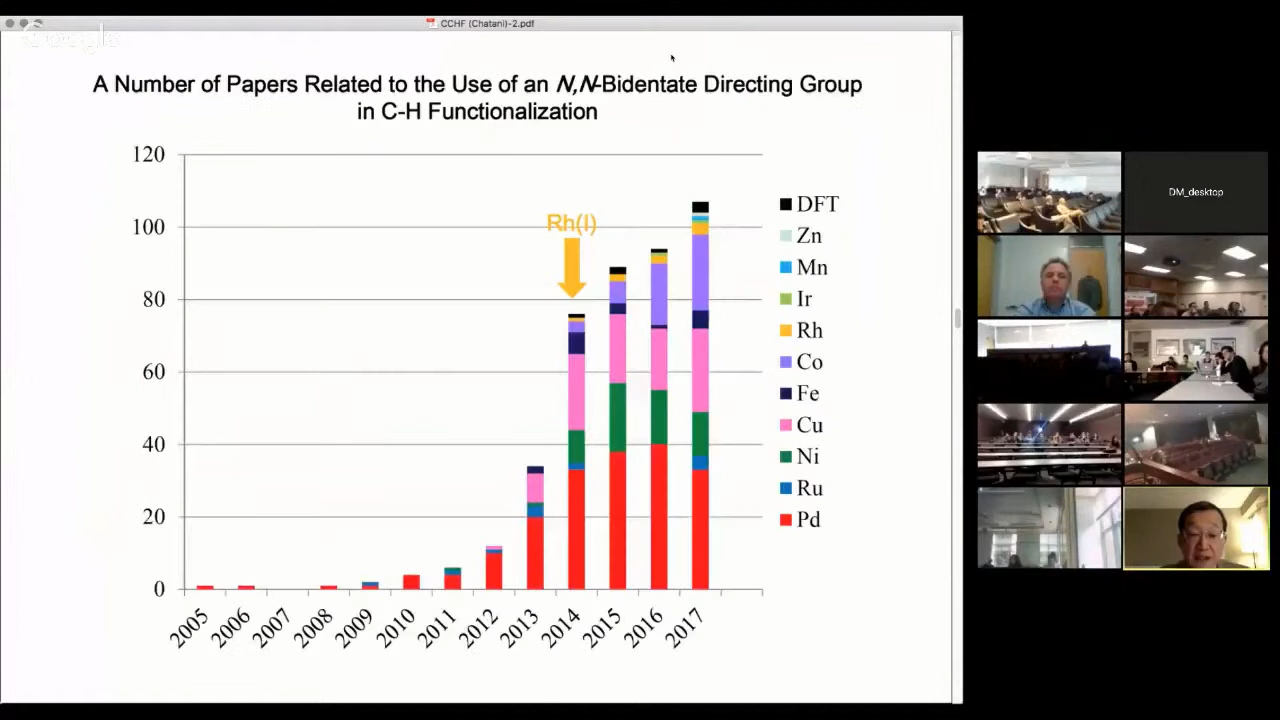 CCHF (Chatani)-2.pdf
Google
A Number of Papers Related to the Use of an N,N-Bidentate Directing Group
in C-H Functionalization
120
100
80
60
40
20
0
Rh(I)
2005
2006
2007
2008
2009
2010
2011
2012
2013
2014
2015
2016
2017
DFT
Zn
Mn
Ir
Rh
Co
Fe
Cu
Ni
Ru
Pd
DM_desktop